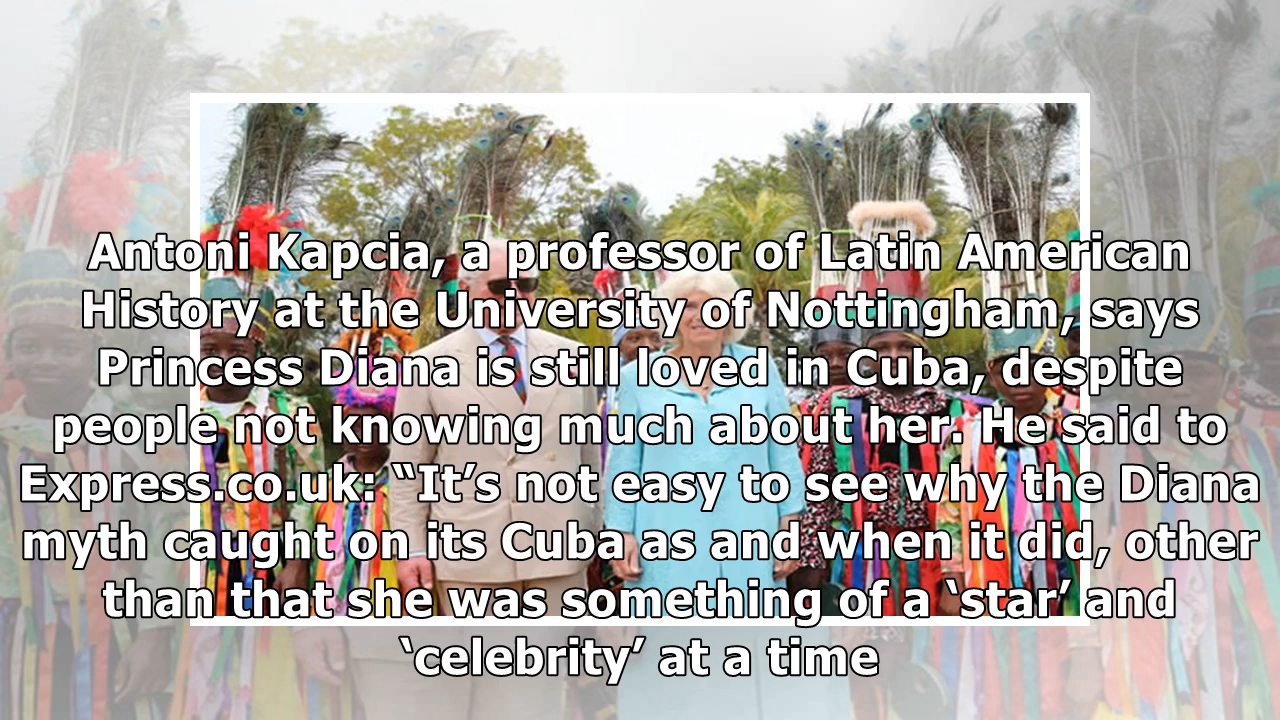 Antoni Kapcia, a professor of Latin American
History at the University of Nottingham, says
Princess Diana is still loved in Cuba, despite
people not knowing much about her. He said to
Express.co.uk: “It’s not easy to see why the Diana
myth caught on its Cuba as and when it did, other
than that she was something of a ‘star’ and
‘celebrity’ at a time